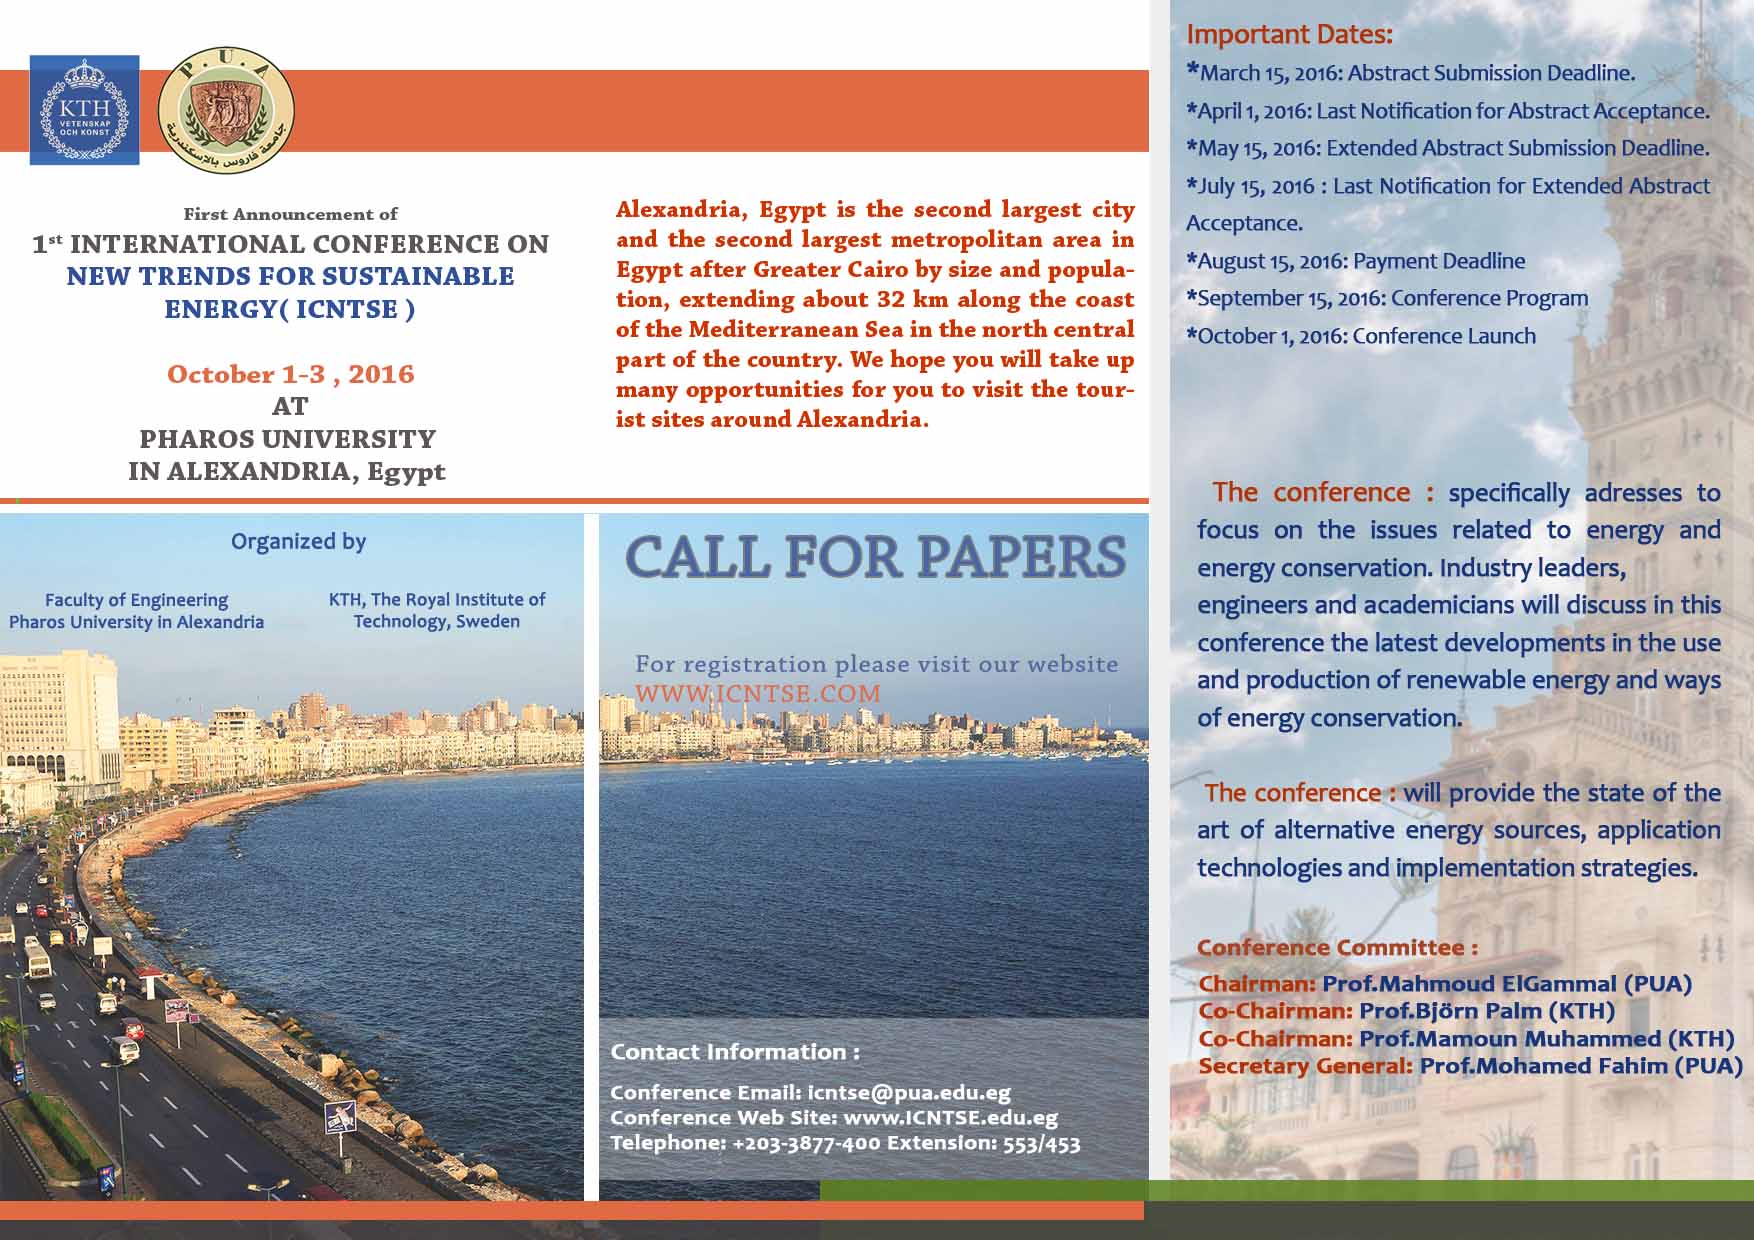 KTH
VETENSKAP
OCH KONST
P.U.A
جامعة فاروس بالإسكندرية
First Announcement of
1st INTERNATIONAL CONFERENCE ON
NEW TRENDS FOR SUSTAINABLE
ENERGY( ICNTSE )
October 1-3 , 2016
AT
PHAROS UNIVERSITY
IN ALEXANDRIA, Egypt
Alexandria, Egypt is the second largest city
and the second largest metropolitan area in
Egypt after Greater Cairo by size and popula-
tion, extending about 32 km along the coast
of the Mediterranean Sea in the north central
part of the country. We hope you will take up
many opportunities for you to visit the tour-
ist sites around Alexandria.
Organized by
Faculty of Engineering
Pharos University in Alexandria
KTH, The Royal Institute of
Technology, Sweden
CALL FOR PAPERS
For registration please visit our website
WWW.ICNTSE.COM
Contact Information :
Conference Email: icntse@pua.edu.eg
Conference Web Site: www.ICNTSE.edu.eg
Telephone: +203-3877-400 Extension: 553/453
Important Dates:
*March 15, 2016: Abstract Submission Deadline.
*April 1, 2016: Last Notification for Abstract Acceptance.
*May 15, 2016: Extended Abstract Submission Deadline.
*July 15, 2016 : Last Notification for Extended Abstract
Acceptance.
*August 15, 2016: Payment Deadline
*September 15, 2016: Conference Program
*October 1, 2016: Conference Launch
The conference : specifically adresses to
focus on the issues related to energy and
energy conservation. Industry leaders,
engineers and academicians will discuss in this
conference the latest developments in the use
and production of renewable energy and ways
of energy conservation.
The conference : will provide the state of the
art of alternative energy sources, application
technologies and implementation strategies.
Conference Committee :
Chairman: Prof.Mahmoud ElGammal (PUA)
Co-Chairman: Prof.Björn Palm (KTH)
Co-Chairman: Prof.Mamoun Muhammed (KTH)
Secretary General: Prof.Mohamed Fahim (PUA)